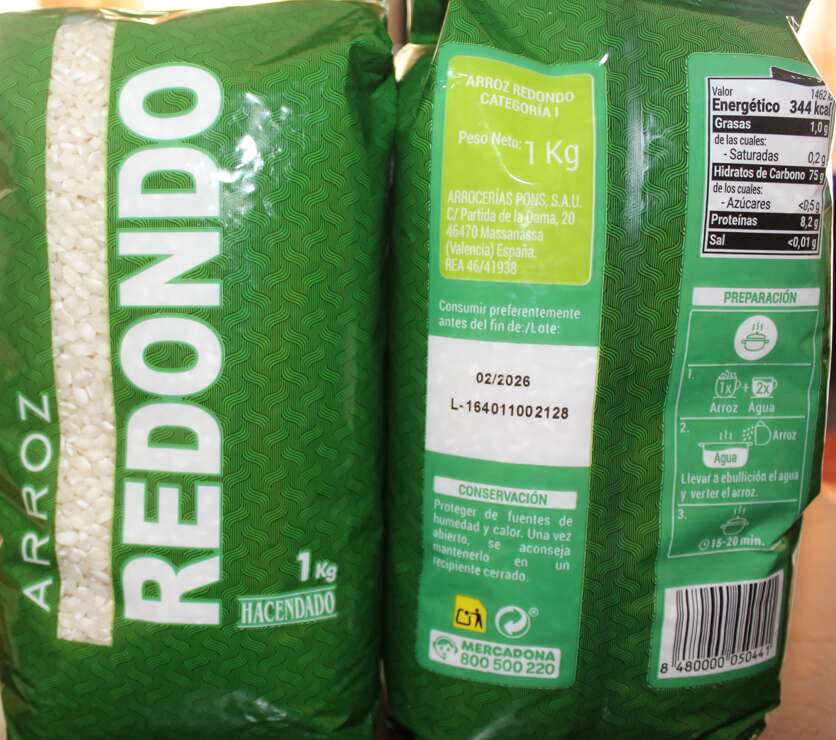 ARROZ
REDONDO
1 Kg
HACENDADO
ARROZ REDONDO
CATEGORÍA I
Peso Neto: 1 Kg
ARROCERÍAS PONS, S.A.U.
C/ Partida de la Dama, 20
46470 Massanassa
(Valencia) España.
REA 46/41938
Consumir preferentemente
antes del fin de:/Lote:
02/2026
L-164011002128
CONSERVACIÓN
Proteger de fuentes de
humedad y calor. Una vez
abierto, se aconseja
mantenerlo en un
recipiente cerrado.
MERCADONA
800 500 220
Valor 1462
Energético 344 kcal
Grasas 1,0 g
de las cuales:
- Saturadas 0,2 g
Hidratos de Carbono 75 g
de los cuales:
- Azúcares <0,5 g
Proteínas 8,2 g
Sal <0,01 g
PREPARACIÓN
1.
1x + 2x
Arroz Agua
2.
Arroz
Agua
Llevar a ebullición el agua
y verter el arroz.
3.
15-20 min.
8 480000 050441